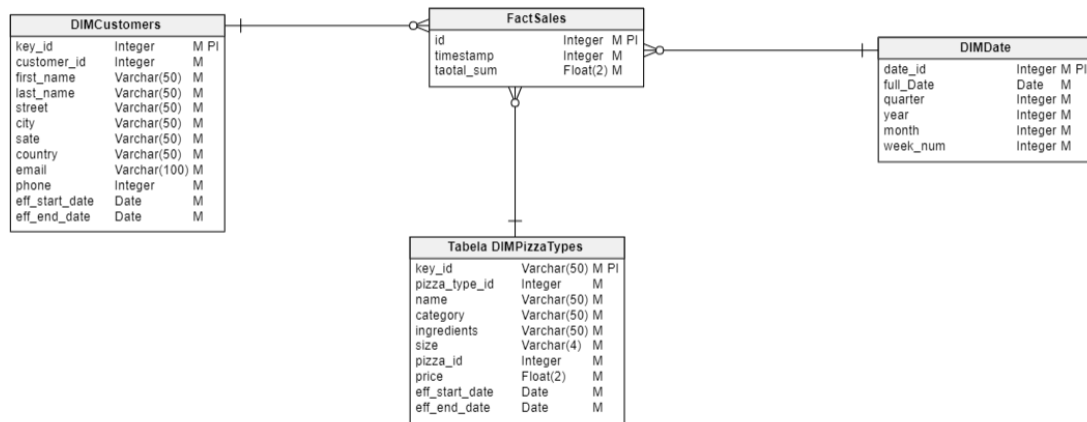 DIMCustomers
key_id Integer M PI
customer_id Integer M
first_name Varchar(50) M
last_name Varchar(50) M
street Varchar(50) M
city Varchar(50) M
sate Varchar(50) M
country Varchar(50) M
email Varchar(100) M
phone Integer M
eff_start_date Date M
eff_end_date Date M
FactSales
id Integer M PI
timestamp Integer M
taotal_sum Float(2) M
DIMDate
date_id Integer M PI
full_Date Date M
quarter Integer M
year Integer M
month Integer M
week_num Integer M
Tabela DIMPizzaTypes
key_id Varchar(50) M PI
pizza_type_id Integer M
name Varchar(50) M
category Varchar(50) M
ingredients Varchar(50) M
size Varchar(4) M
pizza_id Integer M
price Float(2) M
eff_start_date Date M
eff_end_date Date M